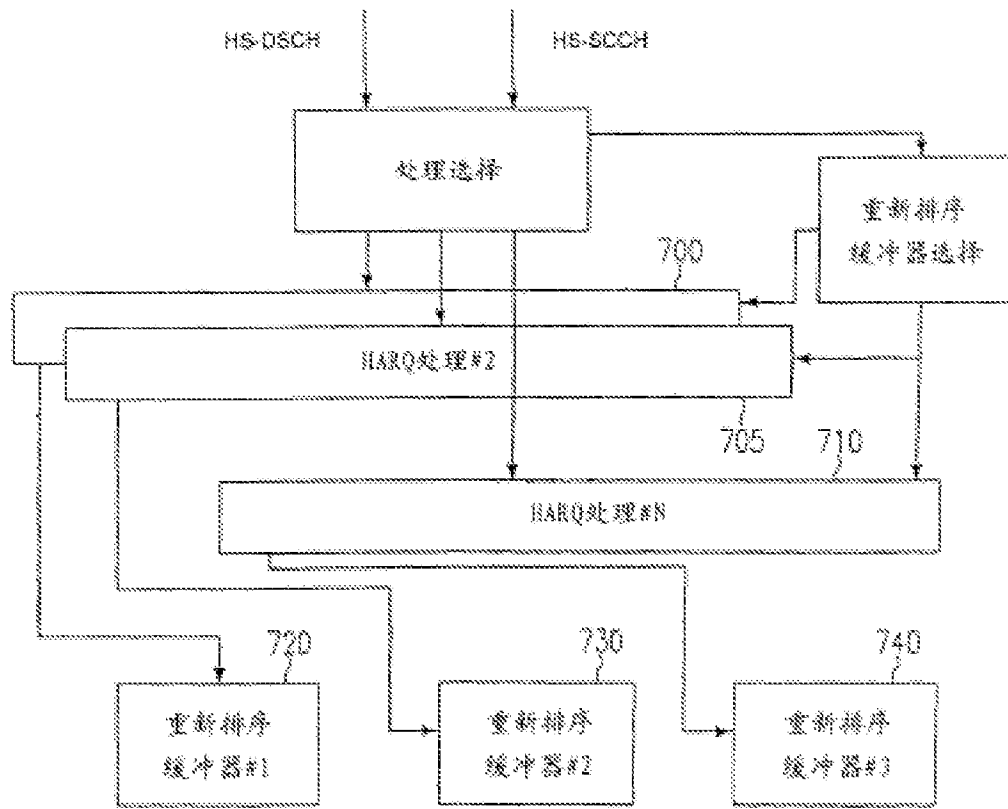 HS-DSCH
HS-SCCH
处理选择
重新排序
缓冲器选择
700
HARQ处理#2
705
710
HARQ处理#N
720
730
740
重新排序
缓冲器#1
重新排序
缓冲器#2
重新排序
缓冲器#3